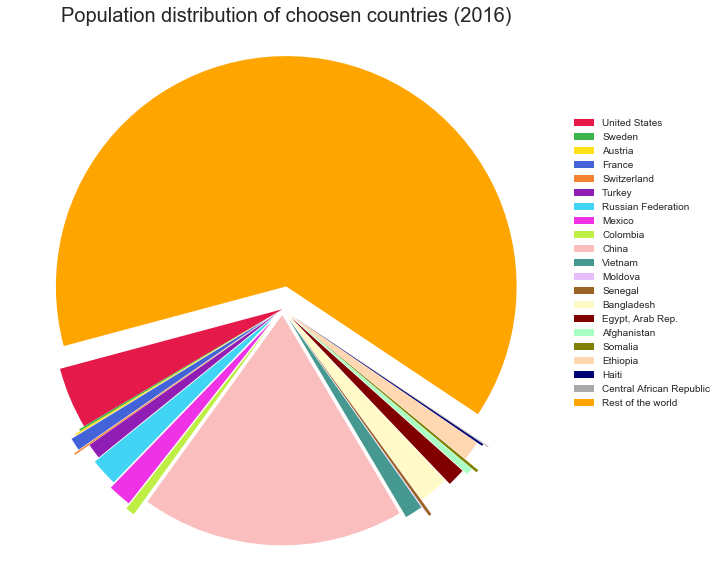 Population distribution of choosen countries (2016)
United States
Sweden
Austria
France
Switzerland
Turkey
Russian Federation
Mexico
Colombia
China
Vietnam
Moldova
Senegal
Bangladesh
Egypt, Arab Rep.
Afghanistan
Somalia
Ethiopia
Haiti
Central African Republic
Rest of the world